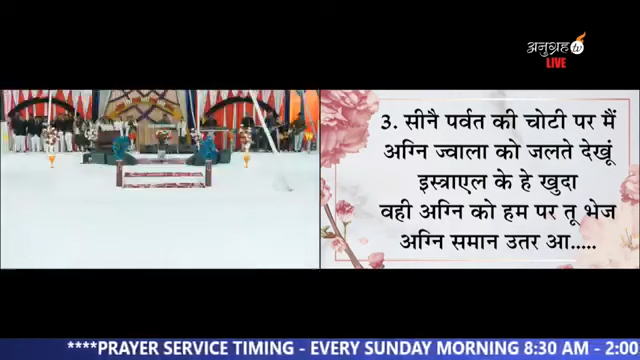 अनुग्रह tv
LIVE
3. सीनै पर्वत की चोटी पर मैं
अग्नि ज्वाला को जलते देखूं
इस्त्राएल के हे खुदा
वही अग्नि को हम पर तू भेज
अग्नि समान उतर आ.....
****PRAYER SERVICE TIMING - EVERY SUNDAY MORNING 8:30 AM - 2:00